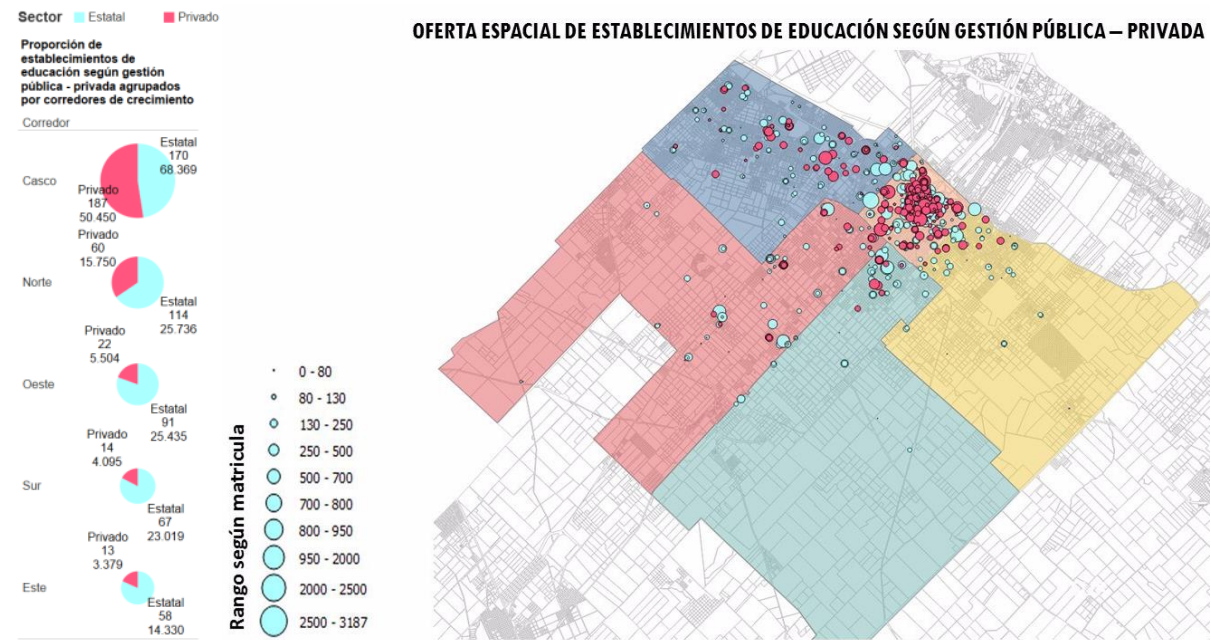 Sector Estatal Privado
OFERTA ESPACIAL DE ESTABLECIMIENTOS DE EDUCACIÓN SEGÚN GESTIÓN PÚBLICA – PRIVADA
Proporción de
establecimientos de
educación según gestión
pública - privada agrupados
por corredores de crecimiento
Corredor
Casco
Estatal
170
68.369
Privado
187
50.450
Norte
Privado
60
15.750
Estatal
114
25.736
Oeste
Privado
22
5.504
Estatal
91
25.435
Sur
Privado
14
4.095
Estatal
67
23.019
Este
Privado
13
3.379
Estatal
58
14.330
Rango según matricula
0 - 80
80 - 130
130 - 250
250 - 500
500 - 700
700 - 800
800 - 950
950 - 2000
2000 - 2500
2500 - 3187